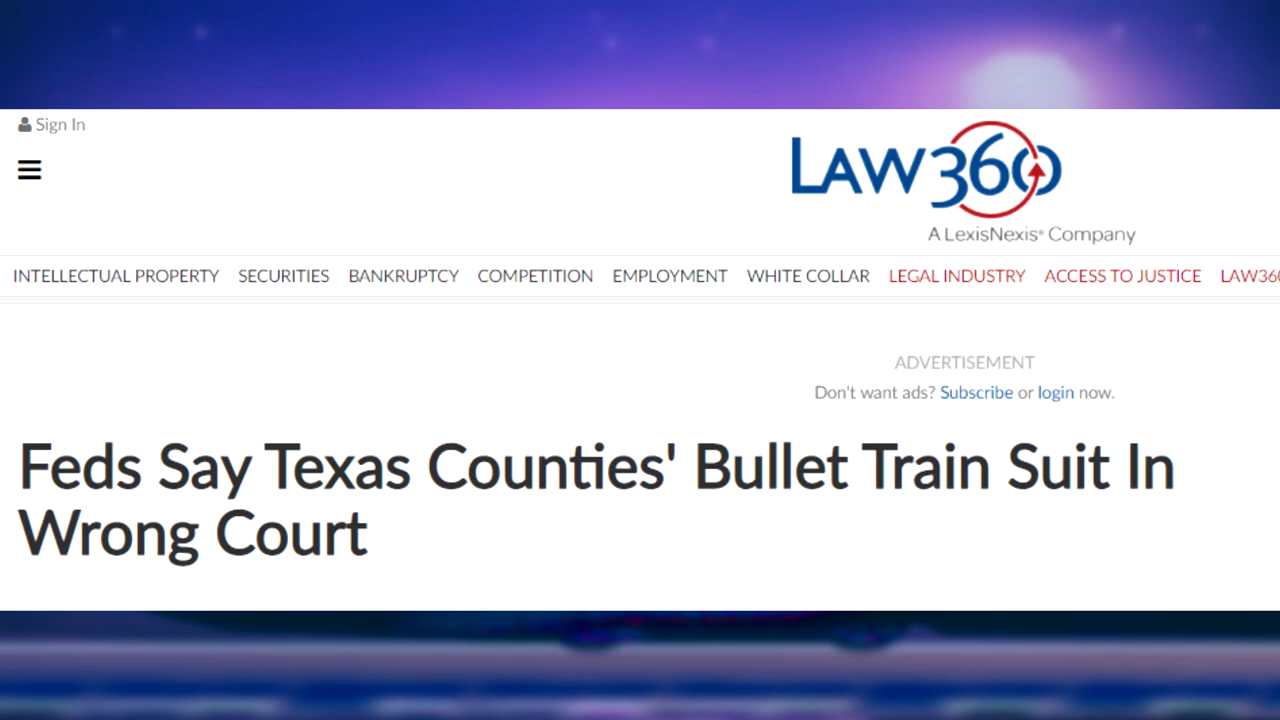 Sign In
LAW360
A LexisNexis® Company
INTELLECTUAL PROPERTY SECURITIES BANKRUPTCY COMPETITION EMPLOYMENT WHITE COLLAR LEGAL INDUSTRY ACCESS TO JUSTICE LAW360
ADVERTISEMENT
Don't want ads? Subscribe or login now.
Feds Say Texas Counties' Bullet Train Suit In
Wrong Court